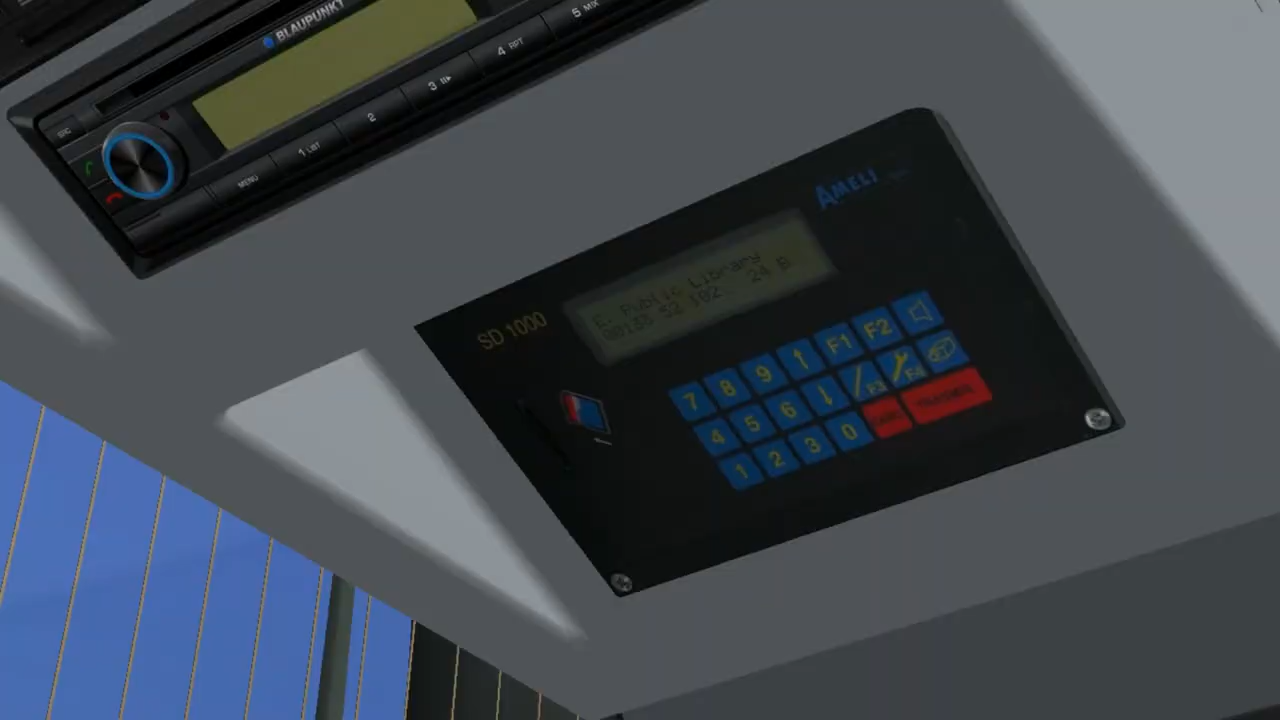 BLAUPUNKT
SRC
MENU
1 LIST
2
3
4 RPT
5 MIX
AMELI
SD 1000
E. Public Library
24 B
7 8 9 ↑ F1 F2
4 5 6 ↓ F3 F4
1 2 3 0